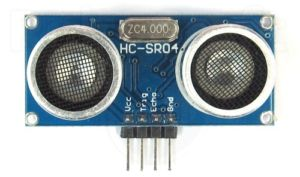 ZC4.000
HC-SR04
Vcc
Trig
Echo
Gnd